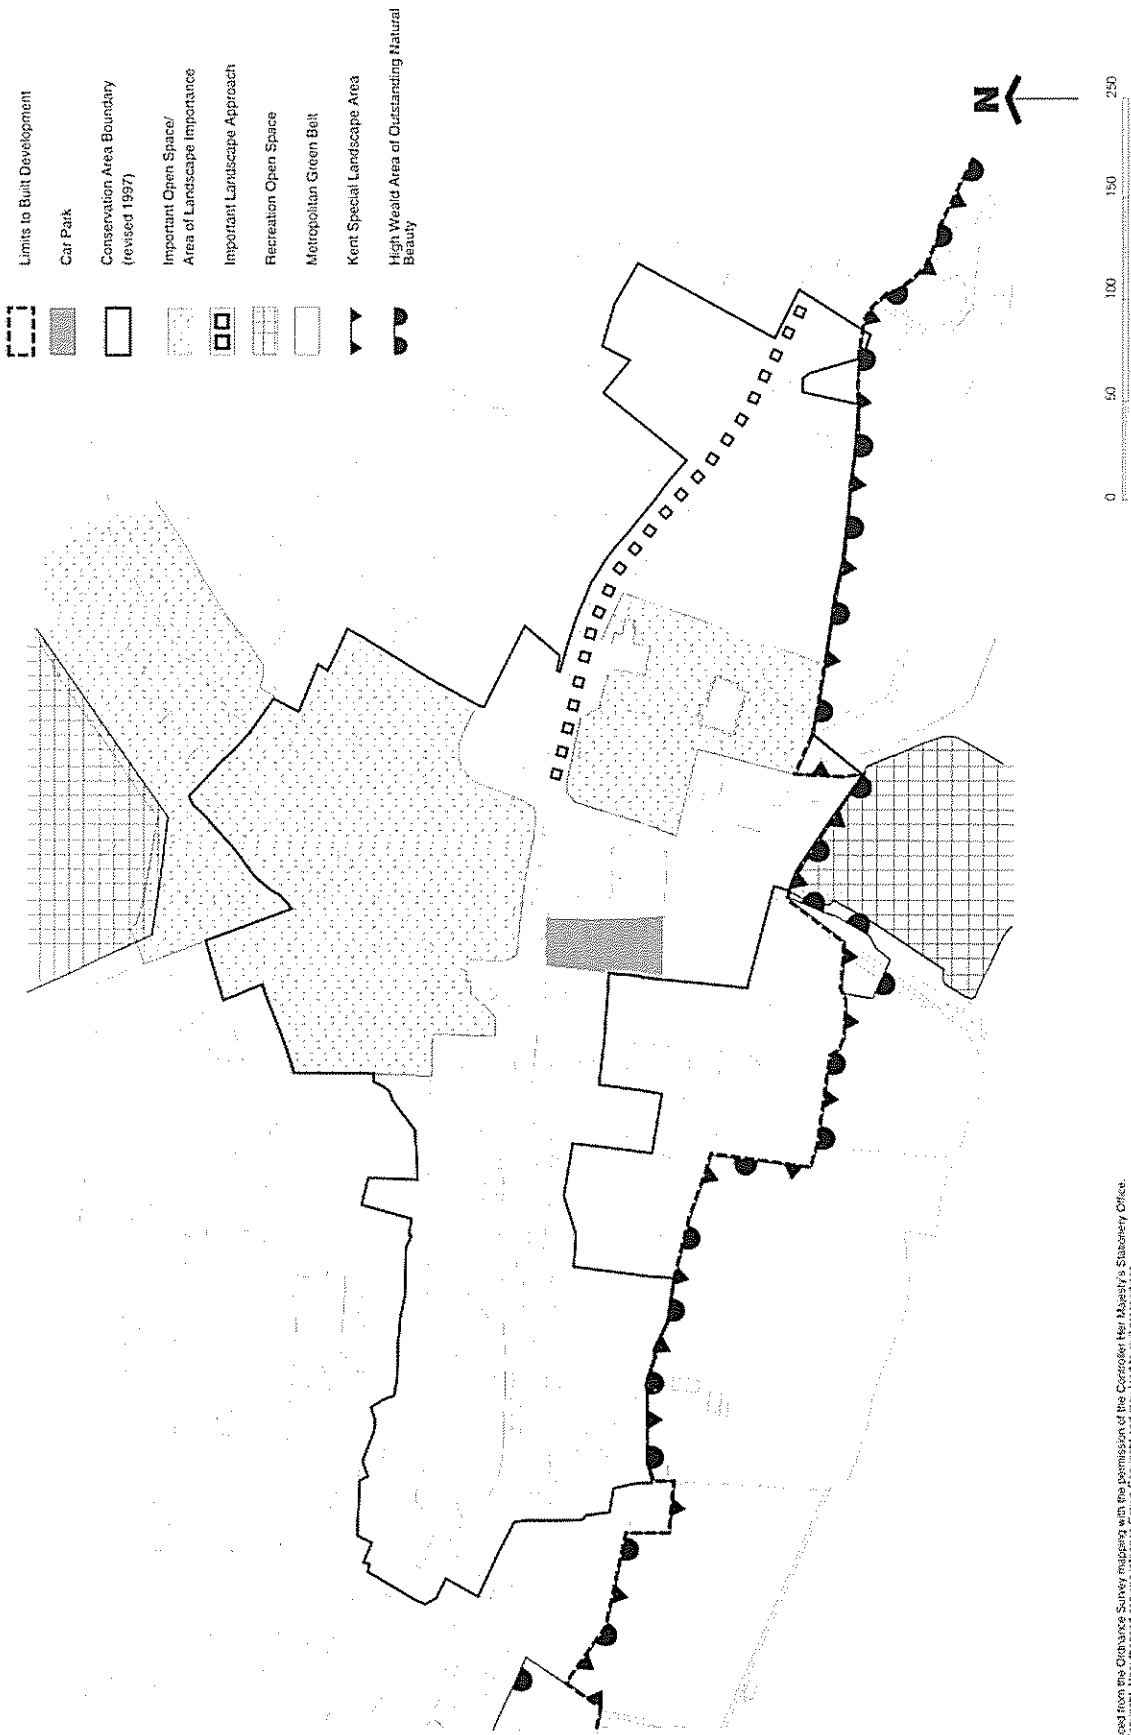 Limits to Built Development
Car Park
Conservation Area Boundary
(revised 1997)
Important Open Space/
Area of Landscape Importance
Important Landscape Approach
Recreation Open Space
Metropolitan Green Belt
Kent Special Landscape Area
High Weald Area of Outstanding Natural
Beauty
N
0 50 100 150 250
from the Ordnance Survey mapping with the permission of the Controller Her Majesty's Stationery Office.